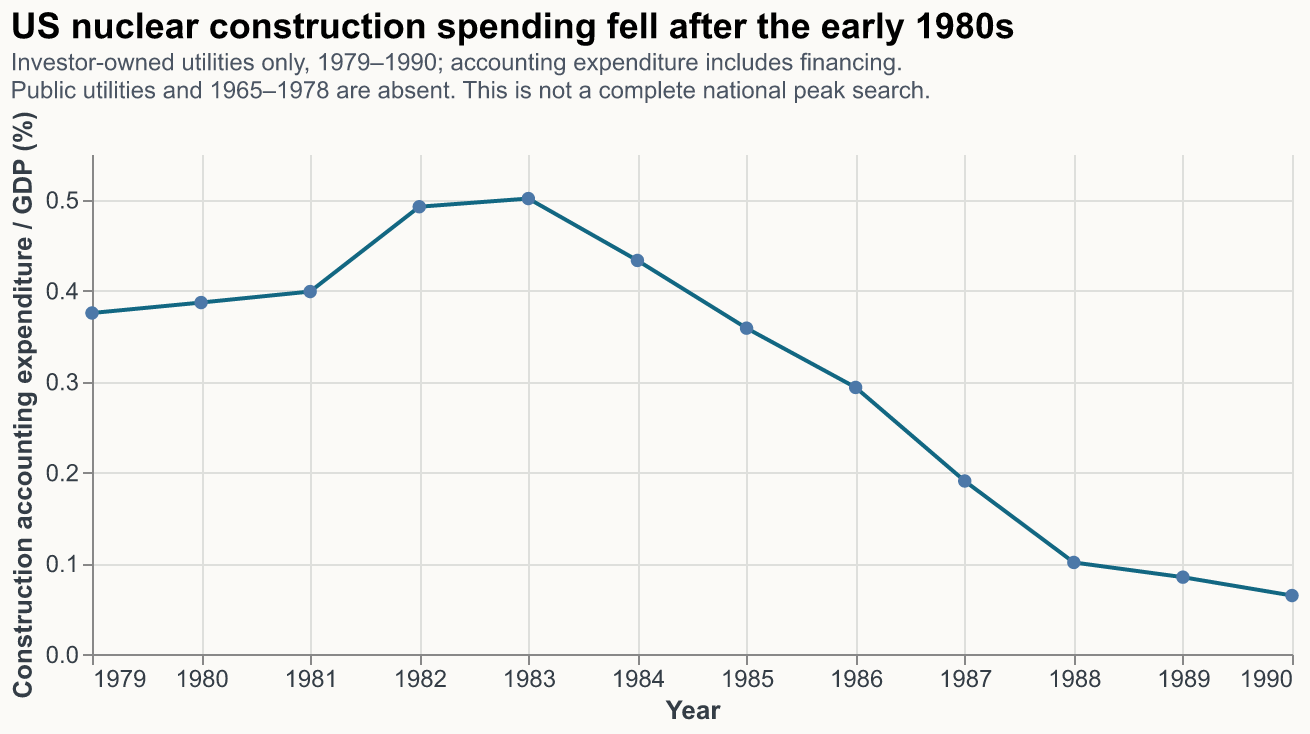 US nuclear construction spending fell after the early 1980s
Investor-owned utilities only, 1979–1990; accounting expenditure includes financing.
Public utilities and 1965–1978 are absent. This is not a complete national peak search.
Construction accounting expenditure / GDP (%)
0.5
0.4
0.3
0.2
0.1
0.0
1979 1980 1981 1982 1983 1984 1985 1986 1987 1988 1989 1990
Year